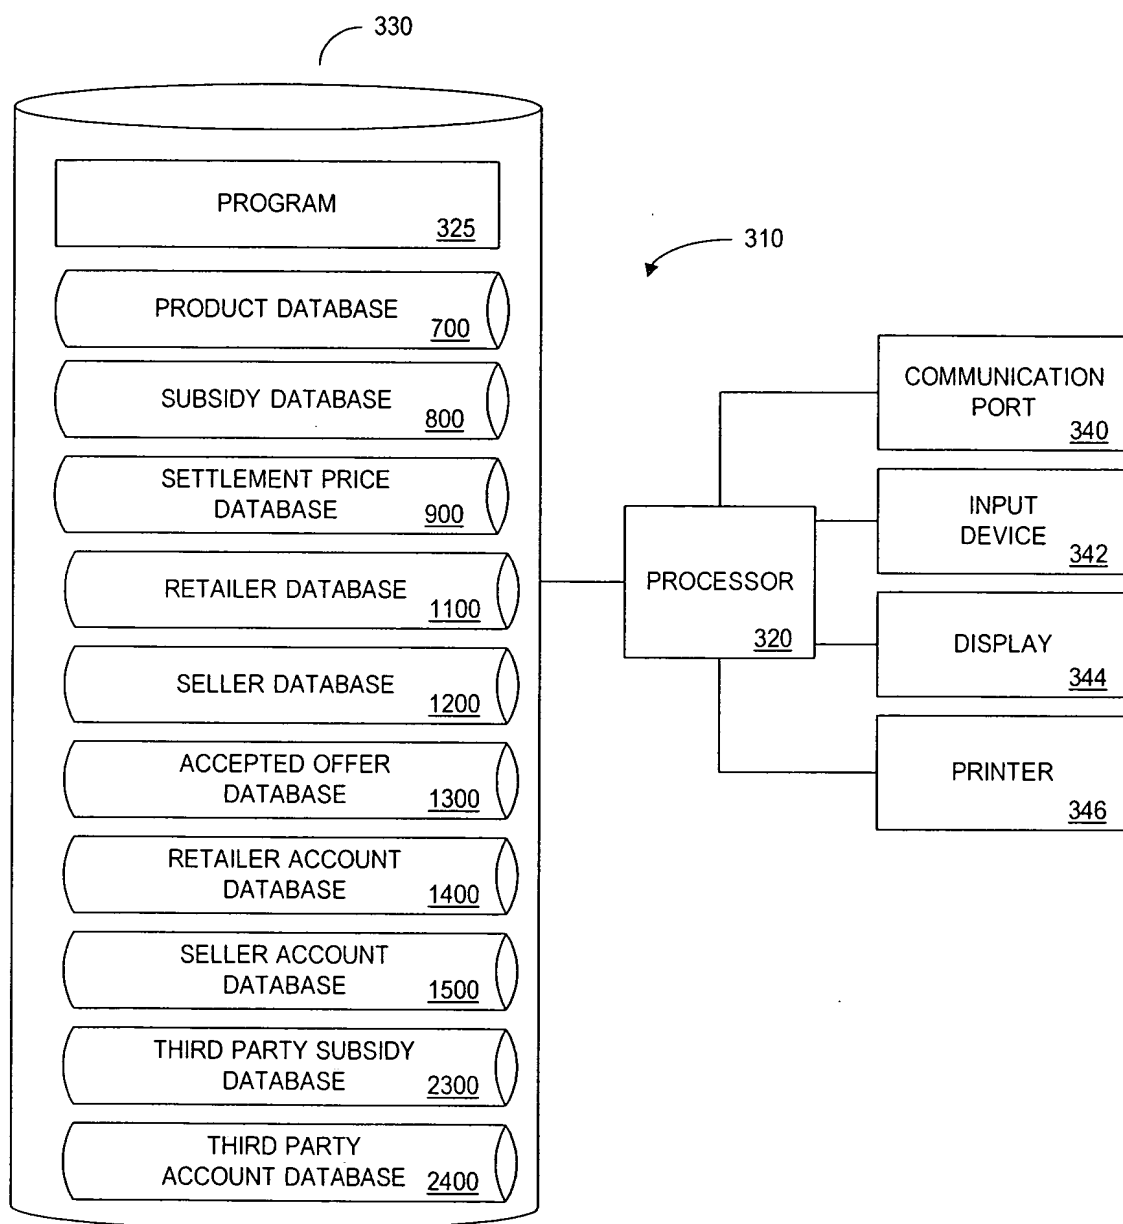 330
PROGRAM
325
310
PRODUCT DATABASE
700
SUBSIDY DATABASE
800
SETTLEMENT PRICE
DATABASE
900
RETAILER DATABASE
1100
SELLER DATABASE
1200
ACCEPTED OFFER
DATABASE
1300
RETAILER ACCOUNT
DATABASE
1400
SELLER ACCOUNT
DATABASE
1500
THIRD PARTY SUBSIDY
DATABASE
2300
THIRD PARTY
ACCOUNT DATABASE
2400
PROCESSOR
320
COMMUNICATION
PORT
340
INPUT
DEVICE
342
DISPLAY
344
PRINTER
346